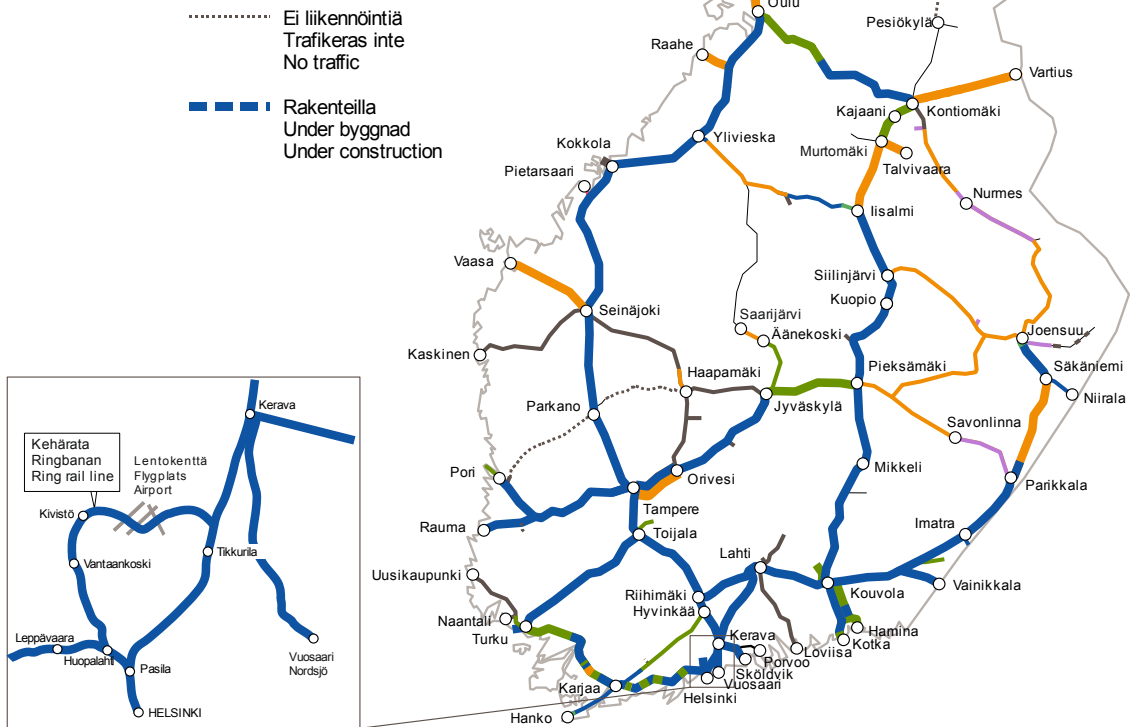 Ei liikennöintiä
Trafikeras inte
No traffic
Rakenteilla
Under byggnad
Under construction
Oulu
Pesiökylä
Raahe
Vartius
Kajaani
Kontiomäki
Ylivieska
Kokkola
Murtomäki
Talvivaara
Pietarsaari
Nurmes
Iisalmi
Vaasa
Siilinjärvi
Kuopio
Seinäjoki
Saarijärvi
Äänekoski
Joensuu
Kaskinen
Haapamäki
Pieksämäki
Säkäniemi
Niirala
Parkano
Jyväskylä
Savonlinna
Pori
Orivesi
Mikkeli
Parikkala
Tampere
Rauma
Toijala
Imatra
Lahti
Uusikaupunki
Vainikkala
Riihimäki
Kouvola
Hyvinkää
Naantali
Turku
Hamina
Kotka
Kerava
Loviisa
Porvoo
Sköldvik
Vuosaari
Helsinki
Karjaa
Hanko
Kerava
Kehärata
Ringbanan
Ring rail line
Lentokenttä
Flygplats
Airport
Kivistö
Tikkurila
Vantaankoski
Leppävaara
Huopalahti
Pasila
Vuosaari
Nordsjö
HELSINKI